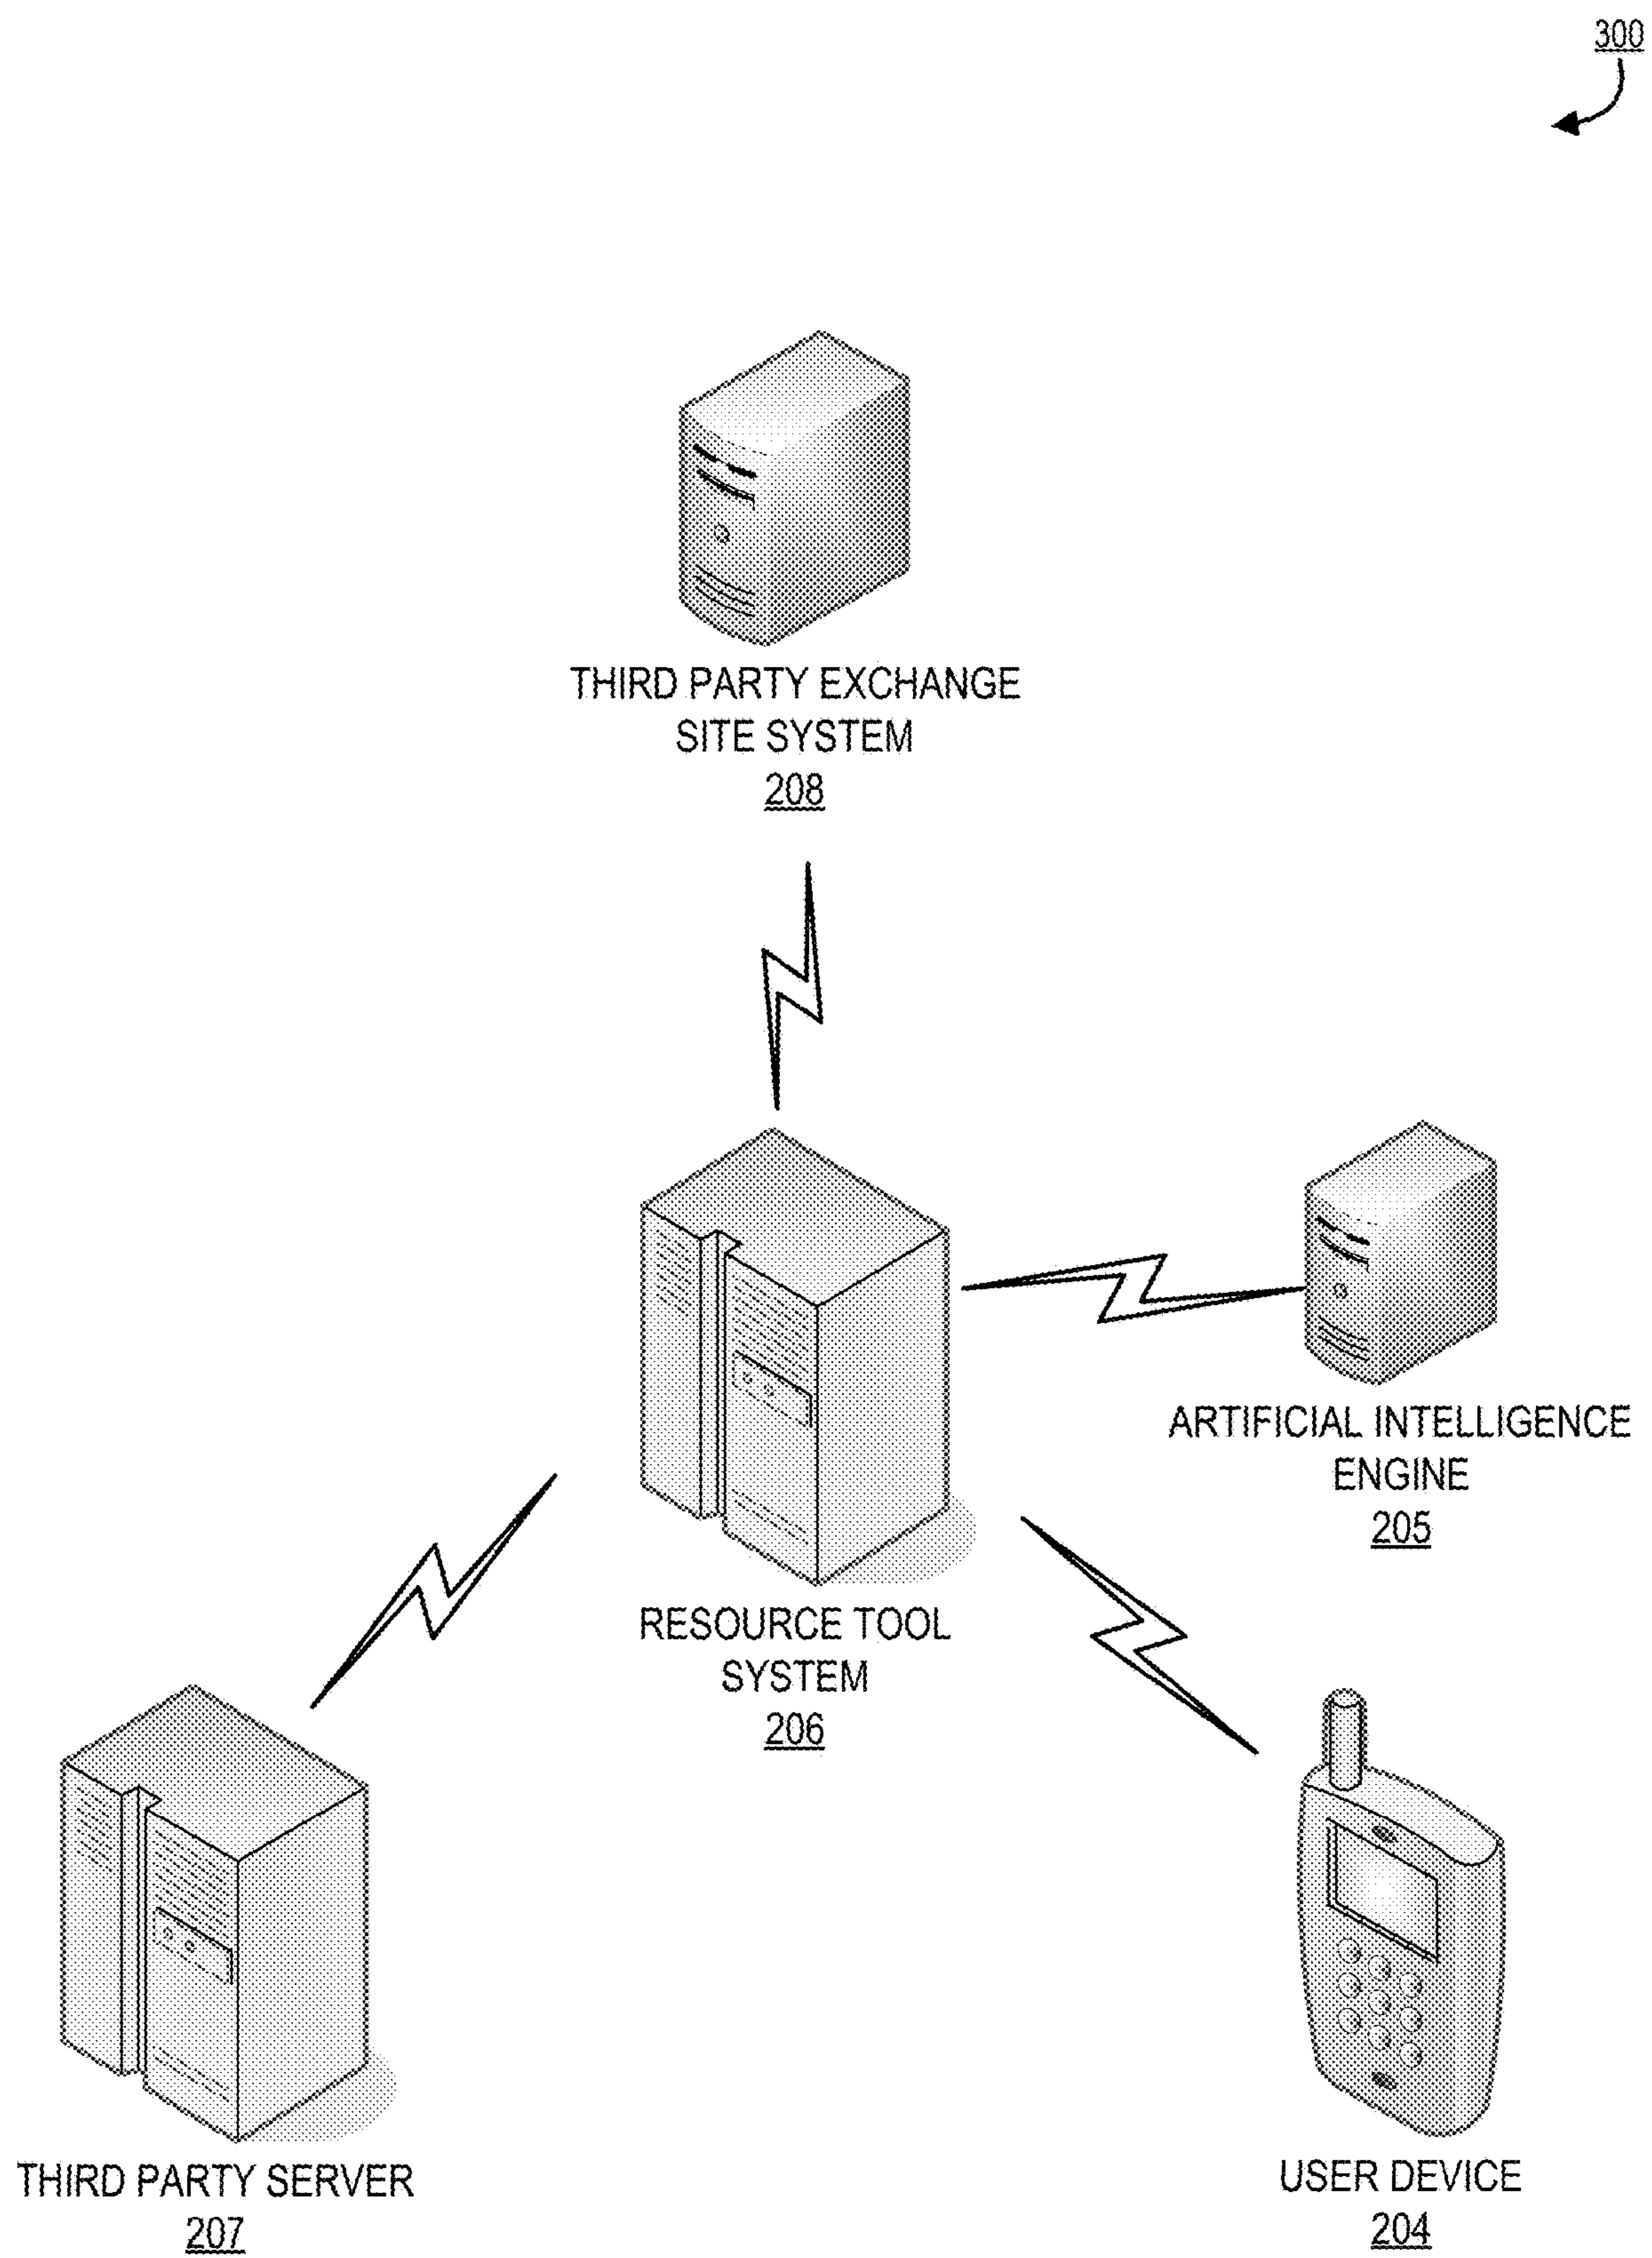 300
THIRD PARTY EXCHANGE
SITE SYSTEM
208
ARTIFICIAL INTELLIGENCE
ENGINE
205
RESOURCE TOOL
SYSTEM
206
THIRD PARTY SERVER
207
USER DEVICE
204